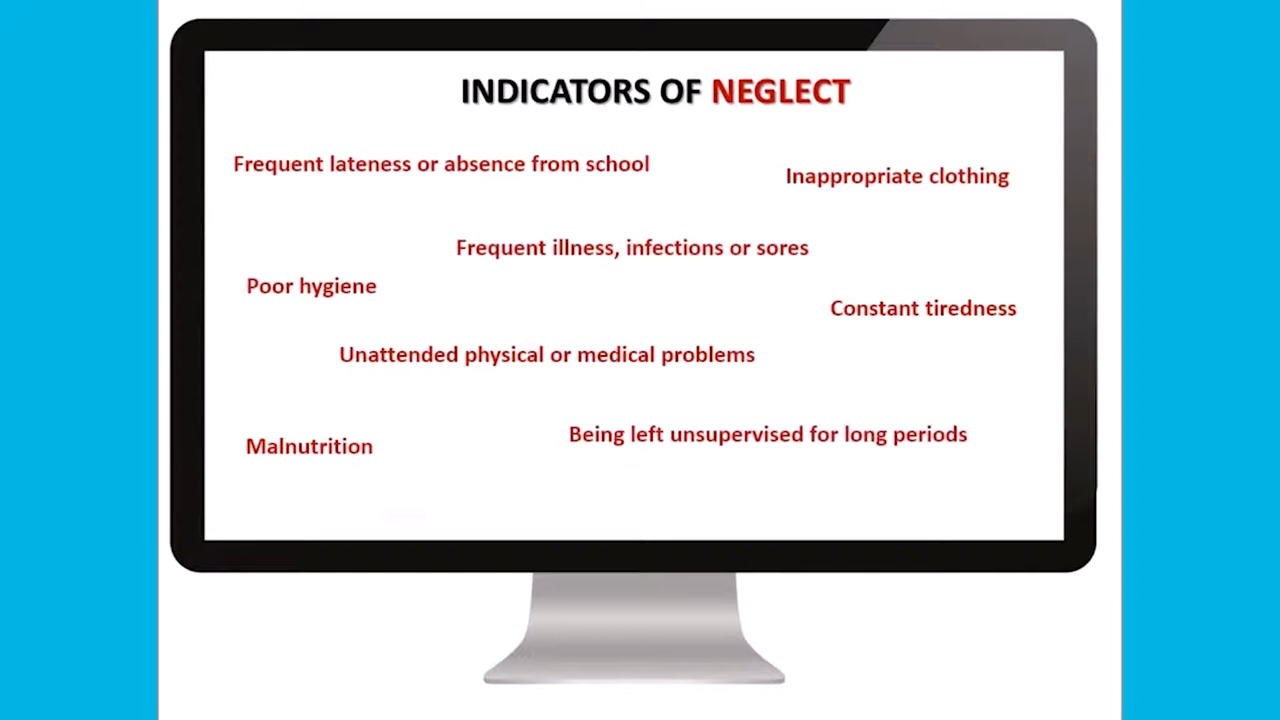 INDICATORS OF NEGLECT
Frequent lateness or absence from school
Inappropriate clothing
Frequent illness, infections or sores
Poor hygiene
Constant tiredness
Unattended physical or medical problems
Being left unsupervised for long periods
Malnutrition